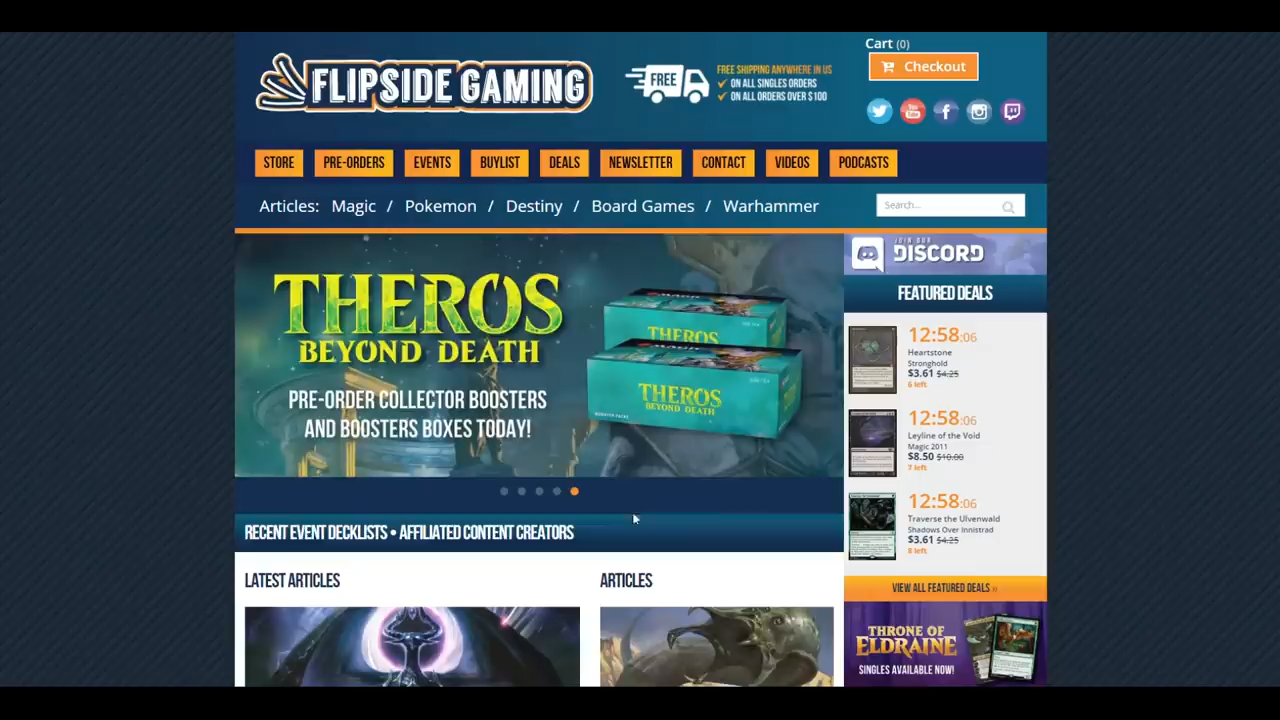 FLIPSIDE GAMING
FREE
FREE SHIPPING ANYWHERE IN US
ON ALL SINGLES ORDERS
ON ALL ORDERS OVER $100
Cart (0)
Checkout
You
Tube
STORE
PRE-ORDERS
EVENTS
BUYLIST
DEALS
NEWSLETTER
CONTACT
VIDEOS
PODCASTS
Articles: Magic / Pokemon / Destiny / Board Games / Warhammer
Search...
THEROS
BEYOND DEATH
PRE-ORDER COLLECTOR BOOSTERS
AND BOOSTERS BOXES TODAY!
THEROS
THEROS
BEYOND DEATH
JOIN OUR
DISCORD
FEATURED DEALS
12:58:06
Heartstone
Stronghold
$3.61 $4.25
6 left
12:58:06
Leyline of the Void
Magic 2011
$8.50 $10.00
7 left
12:58:06
Traverse the Ulvenwald
Shadows Over Innistrad
$3.61 $4.25
8 left
VIEW ALL FEATURED DEALS »
THRONE OF
ELDRAINE
SINGLES AVAILABLE NOW!
RECENT EVENT DECKLISTS • AFFILIATED CONTENT CREATORS
LATEST ARTICLES
ARTICLES